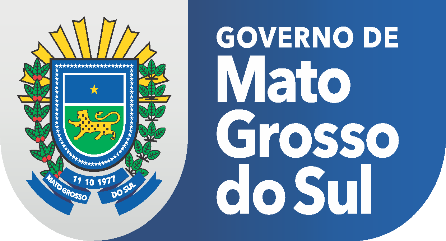 11 10 1977
MATO GROSSO
DO SUL
GOVERNO DE
Mato
Grosso
do Sul